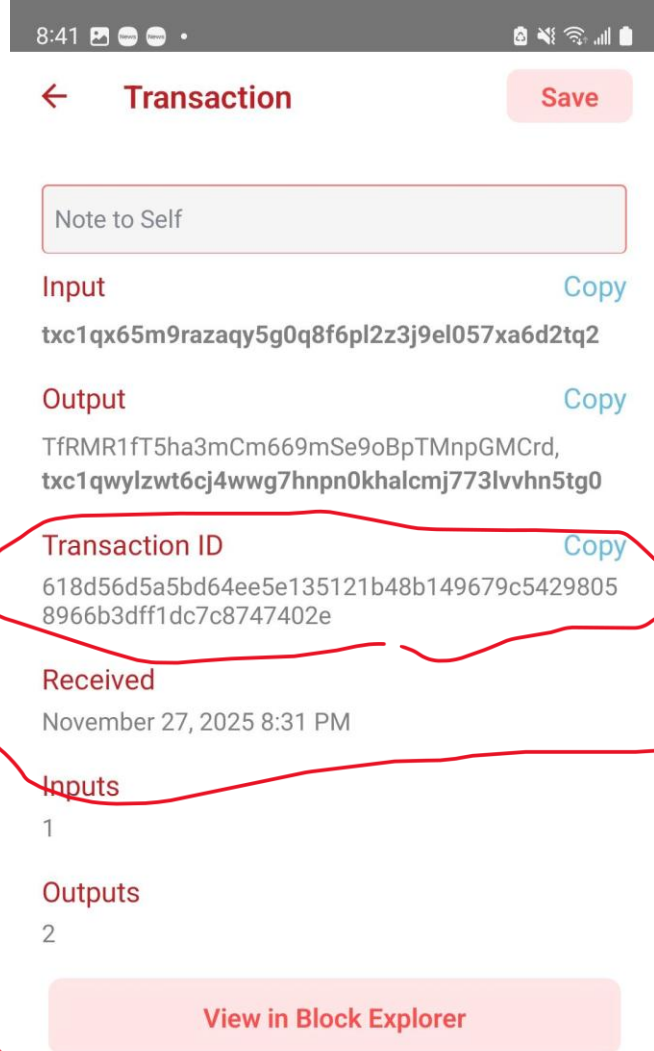 8:41
Transaction
Save
Note to Self
Input
Copy
txc1qx65m9razaqy5g0q8f6pl2z3j9el057xa6d2tq2
Output
Copy
TfRMR1fT5ha3mCm669mSe9oBpTMnpGMCrd,
txc1qwylzwt6cj4wwg7hnpn0khalcmj773lvvhn5tg0
Transaction ID
Copy
618d56d5a5bd64ee5e135121b48b149679c5429805
8966b3dff1dc7c8747402e
Received
November 27, 2025 8:31 PM
Inputs
1
Outputs
2
View in Block Explorer